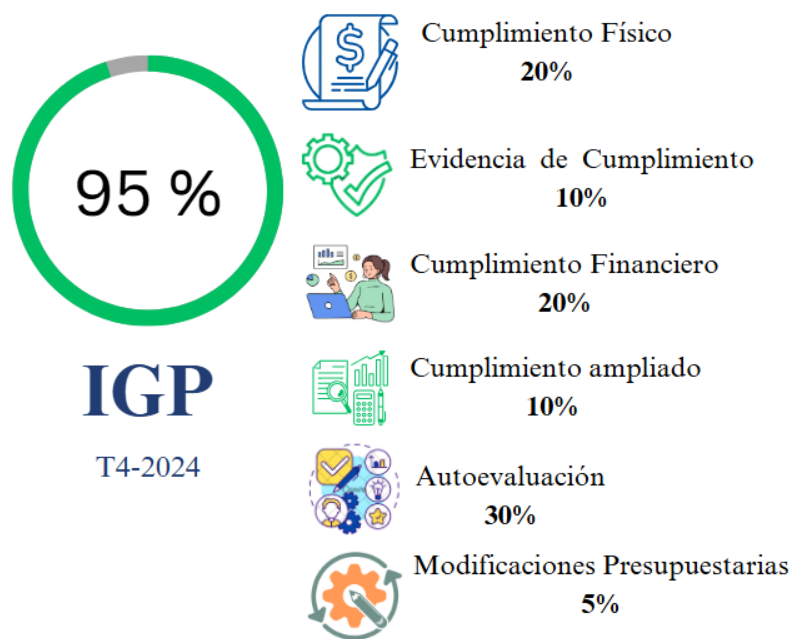 95 %
IGP
T4-2024
Cumplimiento Físico
20%
Evidencia de Cumplimiento
10%
Cumplimiento Financiero
20%
Cumplimiento ampliado
10%
Autoevaluación
30%
Modificaciones Presupuestarias
5%